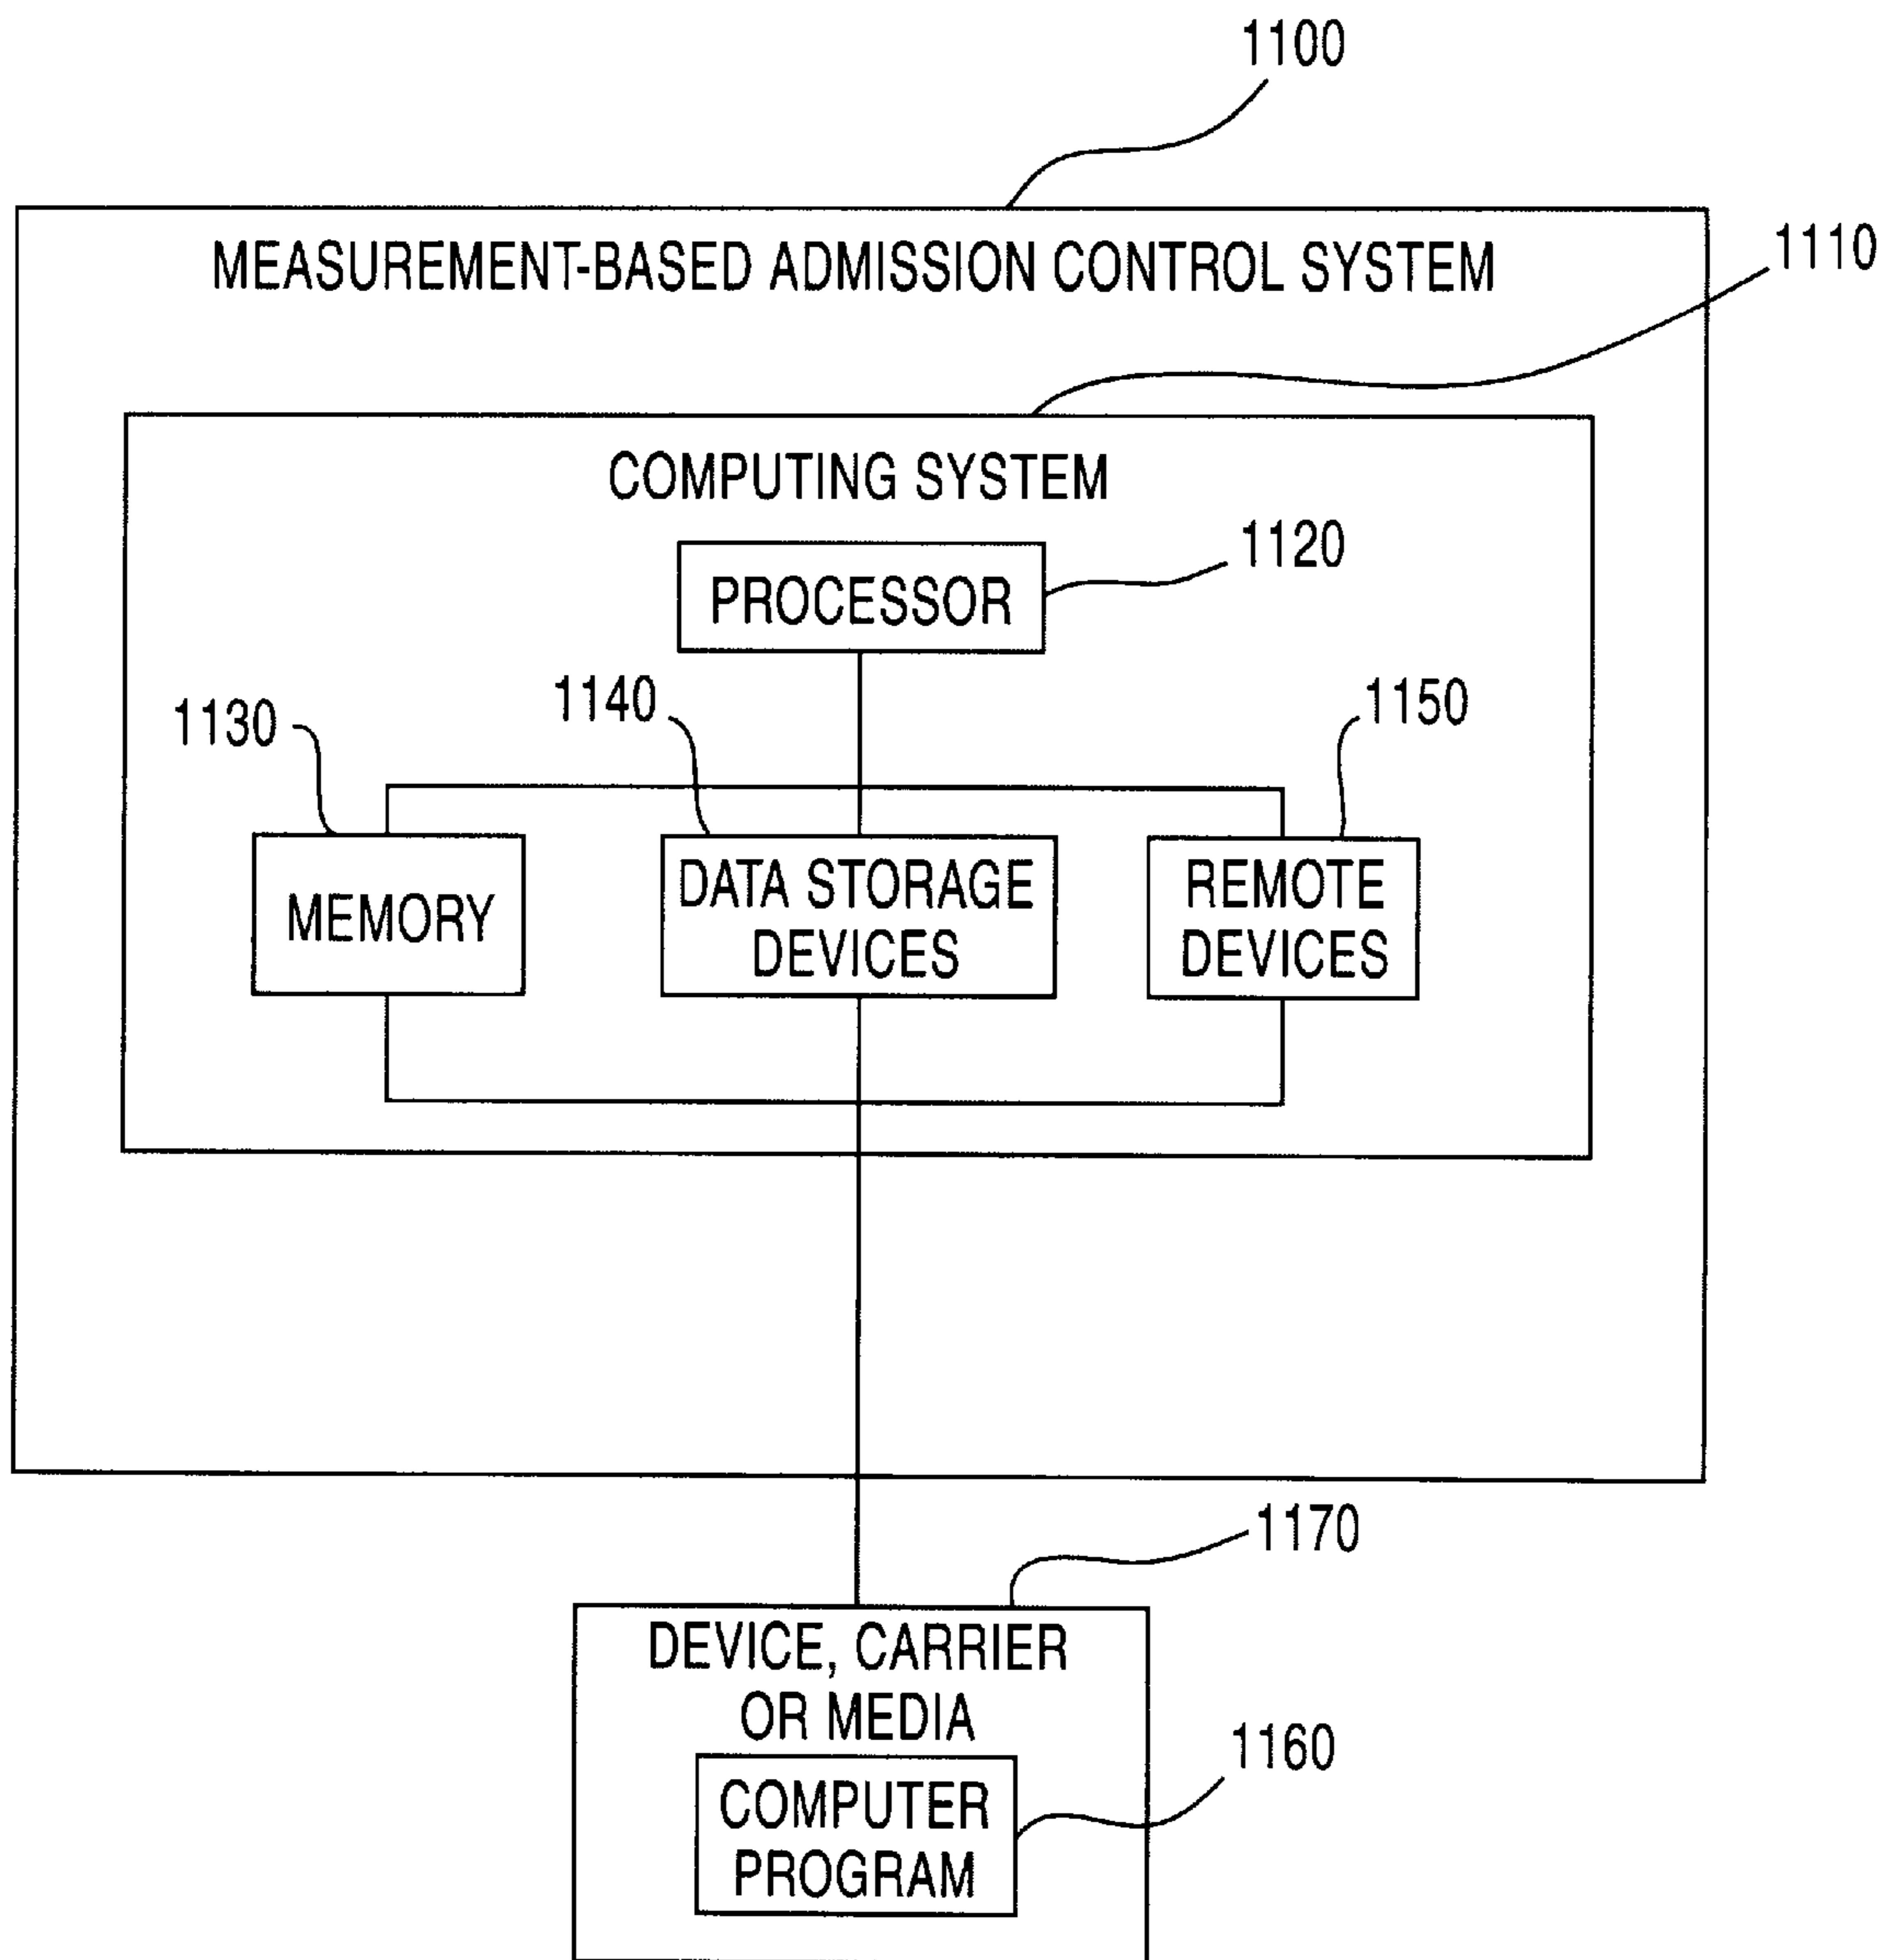 1100
MEASUREMENT-BASED ADMISSION CONTROL SYSTEM
1110
COMPUTING SYSTEM
1120
PROCESSOR
1130
1140
1150
MEMORY
DATA STORAGE
DEVICES
REMOTE
DEVICES
1170
DEVICE, CARRIER
OR MEDIA
1160
COMPUTER
PROGRAM